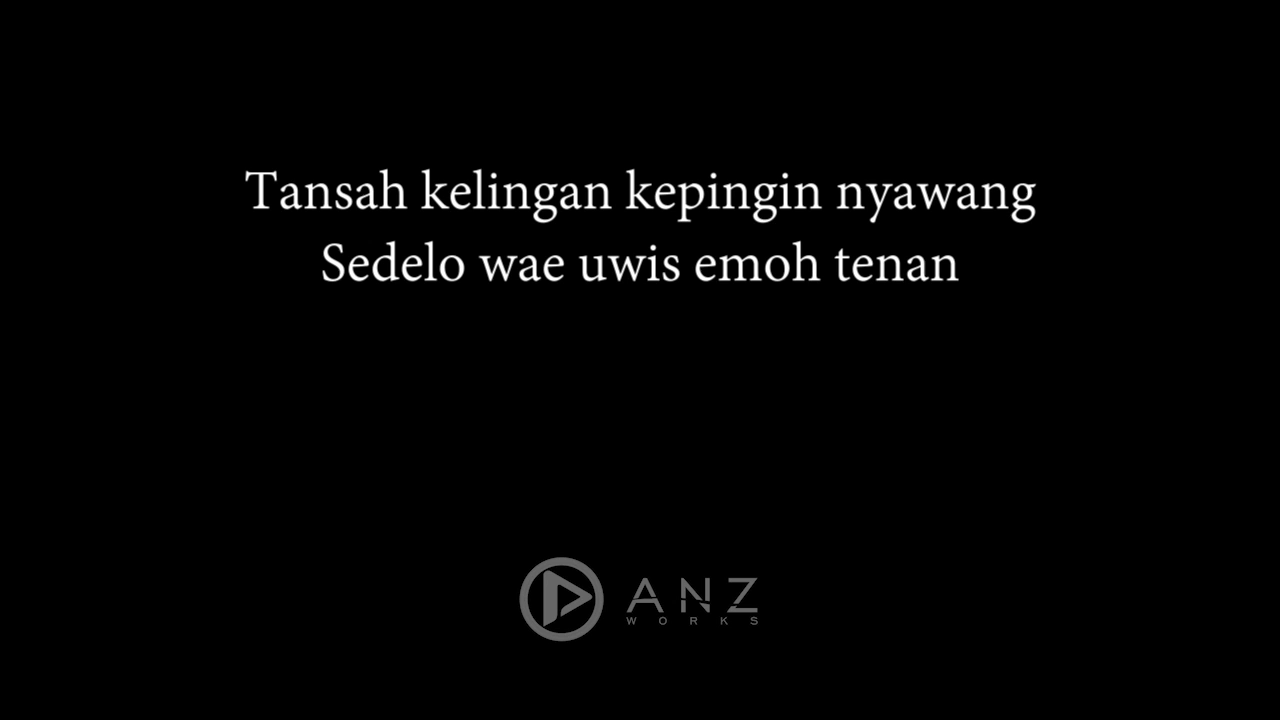 Tansah kelingan kepingin nyawang
Sedelo wae uwis emoh tenan
ANZ
WORKS